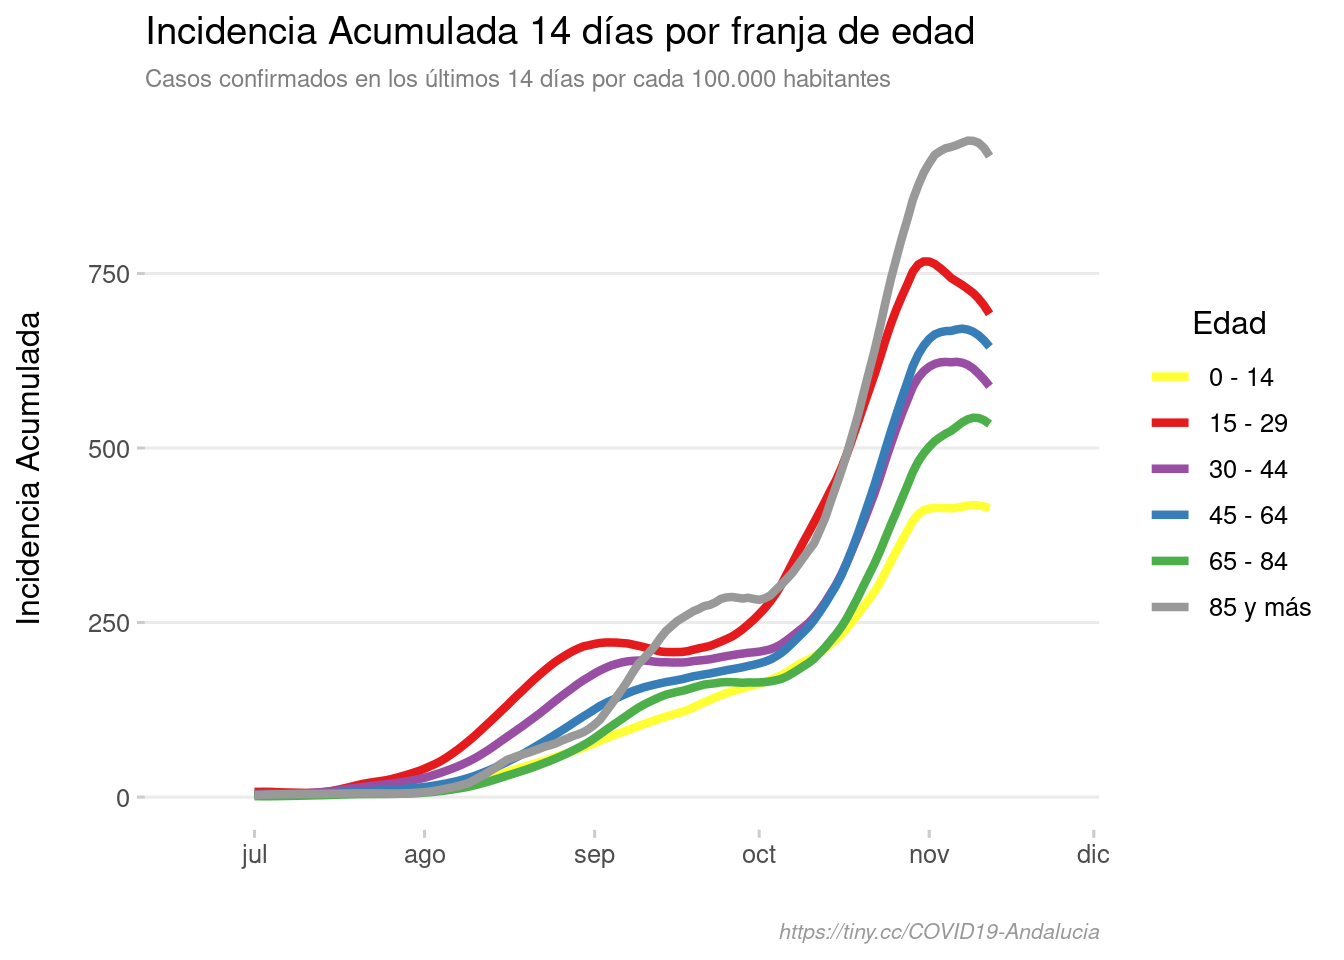 Incidencia Acumulada 14 días por franja de edad
Casos confirmados en los últimos 14 días por cada 100.000 habitantes
Incidencia Acumulada
750
500
250
0
jul
ago
sep
oct
nov
dic
Edad
0 - 14
15 - 29
30 - 44
45 - 64
65 - 84
85 y más
https://tiny.cc/COVID19-Andalucia